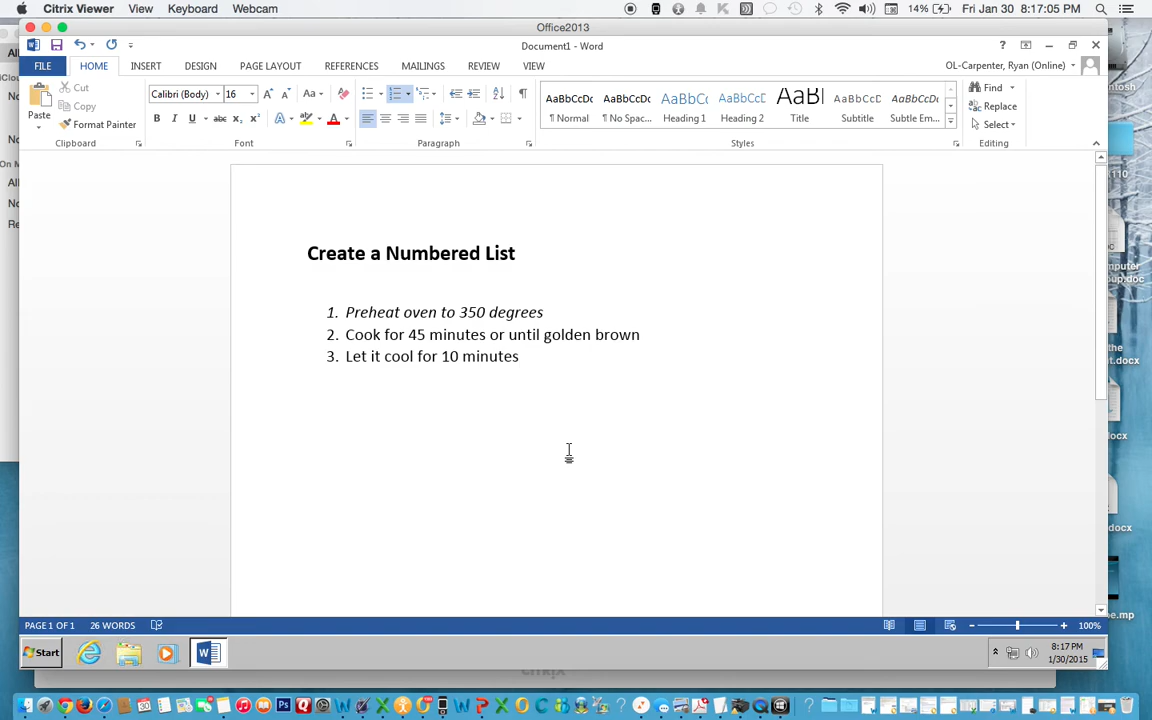 Citrix Viewer View Keyboard Webcam 14% Fri Jan 30 8:17:05 PM
Office2013
Document1 - Word
FILE HOME INSERT DESIGN PAGE LAYOUT REFERENCES MAILINGS REVIEW VIEW OL-Carpenter, Ryan (Online)
Paste Cut Copy Format Painter
Calibri (Body) 16
AaBbCcDc AaBbCcDc AaBbCc AaBbCc AaBl AaBbCcDc AaBbCcDc
¶ Normal ¶ No Spac... Heading 1 Heading 2 Title Subtitle Subtle Em...
Find
Replace
Select
Clipboard Font Paragraph Styles Editing
Create a Numbered List
1. Preheat oven to 350 degrees
2. Cook for 45 minutes or until golden brown
3. Let it cool for 10 minutes
PAGE 1 OF 1 26 WORDS 100%
Start 8:17 PM
1/30/2015